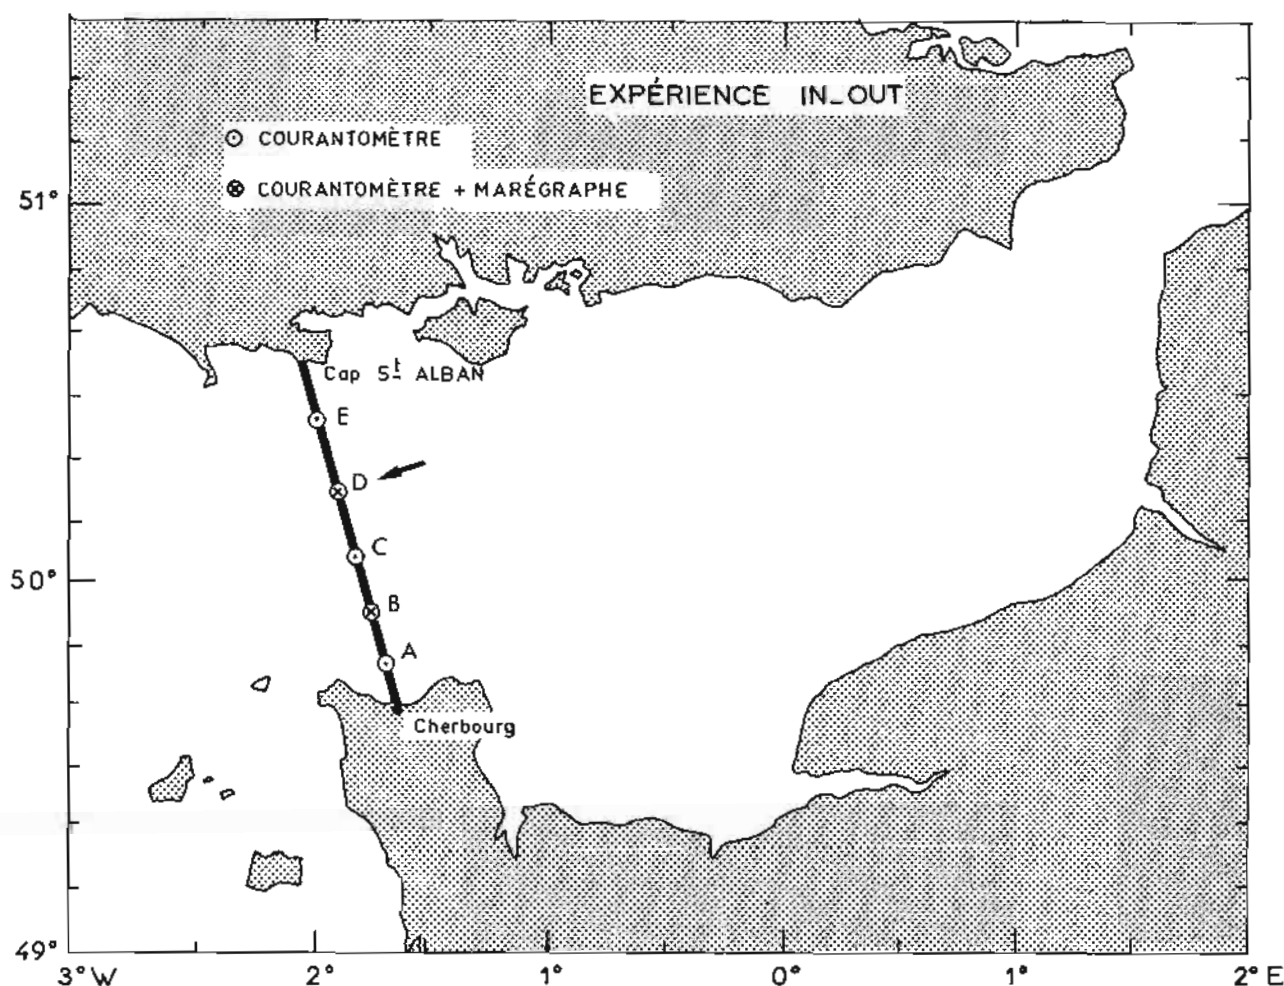 EXPÉRIENCE IN_OUT
COURANTOMÈTRE
COURANTOMÈTRE + MARÉGRAPHE
51°
Cap St ALBAN
E
D
C
50°
B
A
Cherbourg
49°
3° W 2° 1° 0° 1° 2° E